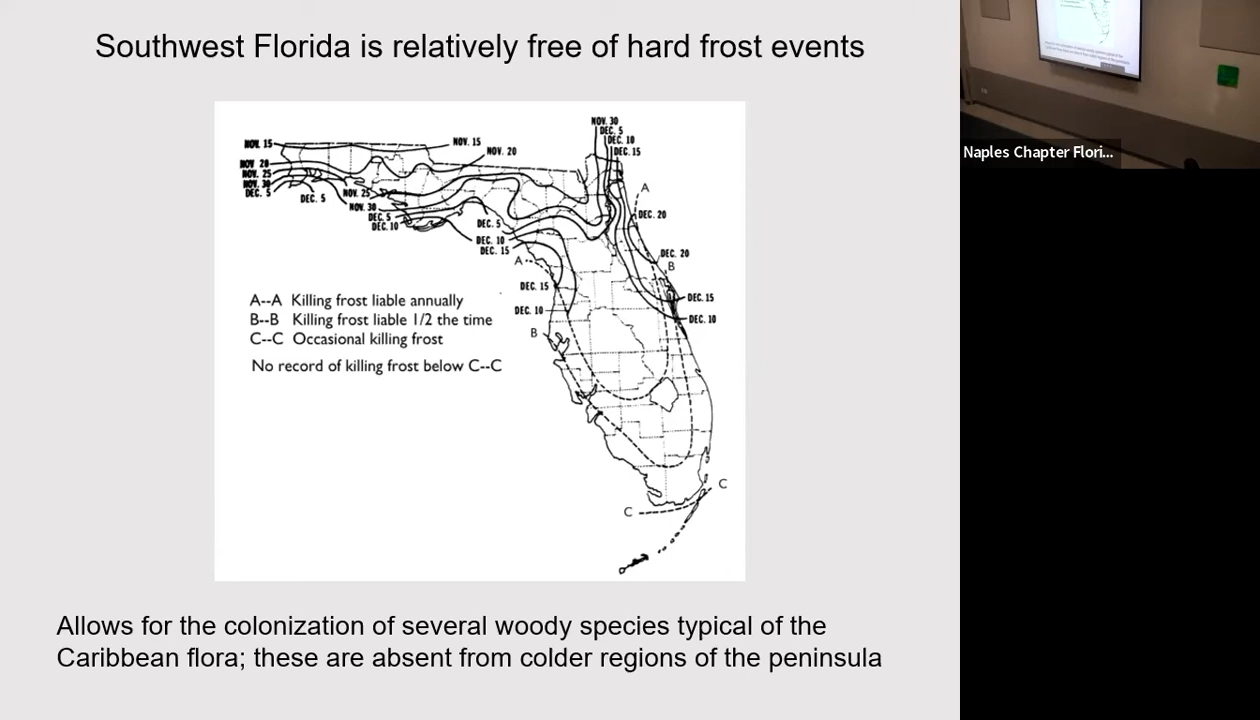 Southwest Florida is relatively free of hard frost events
NOV. 30
DEC. 5
DEC. 10
DEC. 15
NOV. 15
NOV. 15
NOV. 20
NOV 20
NOV. 25
NOV. 30
DEC. 5
DEC. 5
NOV. 25
NOV. 30
DEC. 5
DEC. 10
DEC. 5
DEC. 10
DEC. 15
A
DEC. 20
DEC. 20
B
A
DEC. 15
DEC. 10
DEC. 15
DEC. 10
B
A--A Killing frost liable annually
B--B Killing frost liable 1/2 the time
C--C Occasional killing frost
No record of killing frost below C--C
C
C
Allows for the colonization of several woody species typical of the
Caribbean flora; these are absent from colder regions of the peninsula
Naples Chapter Flori...